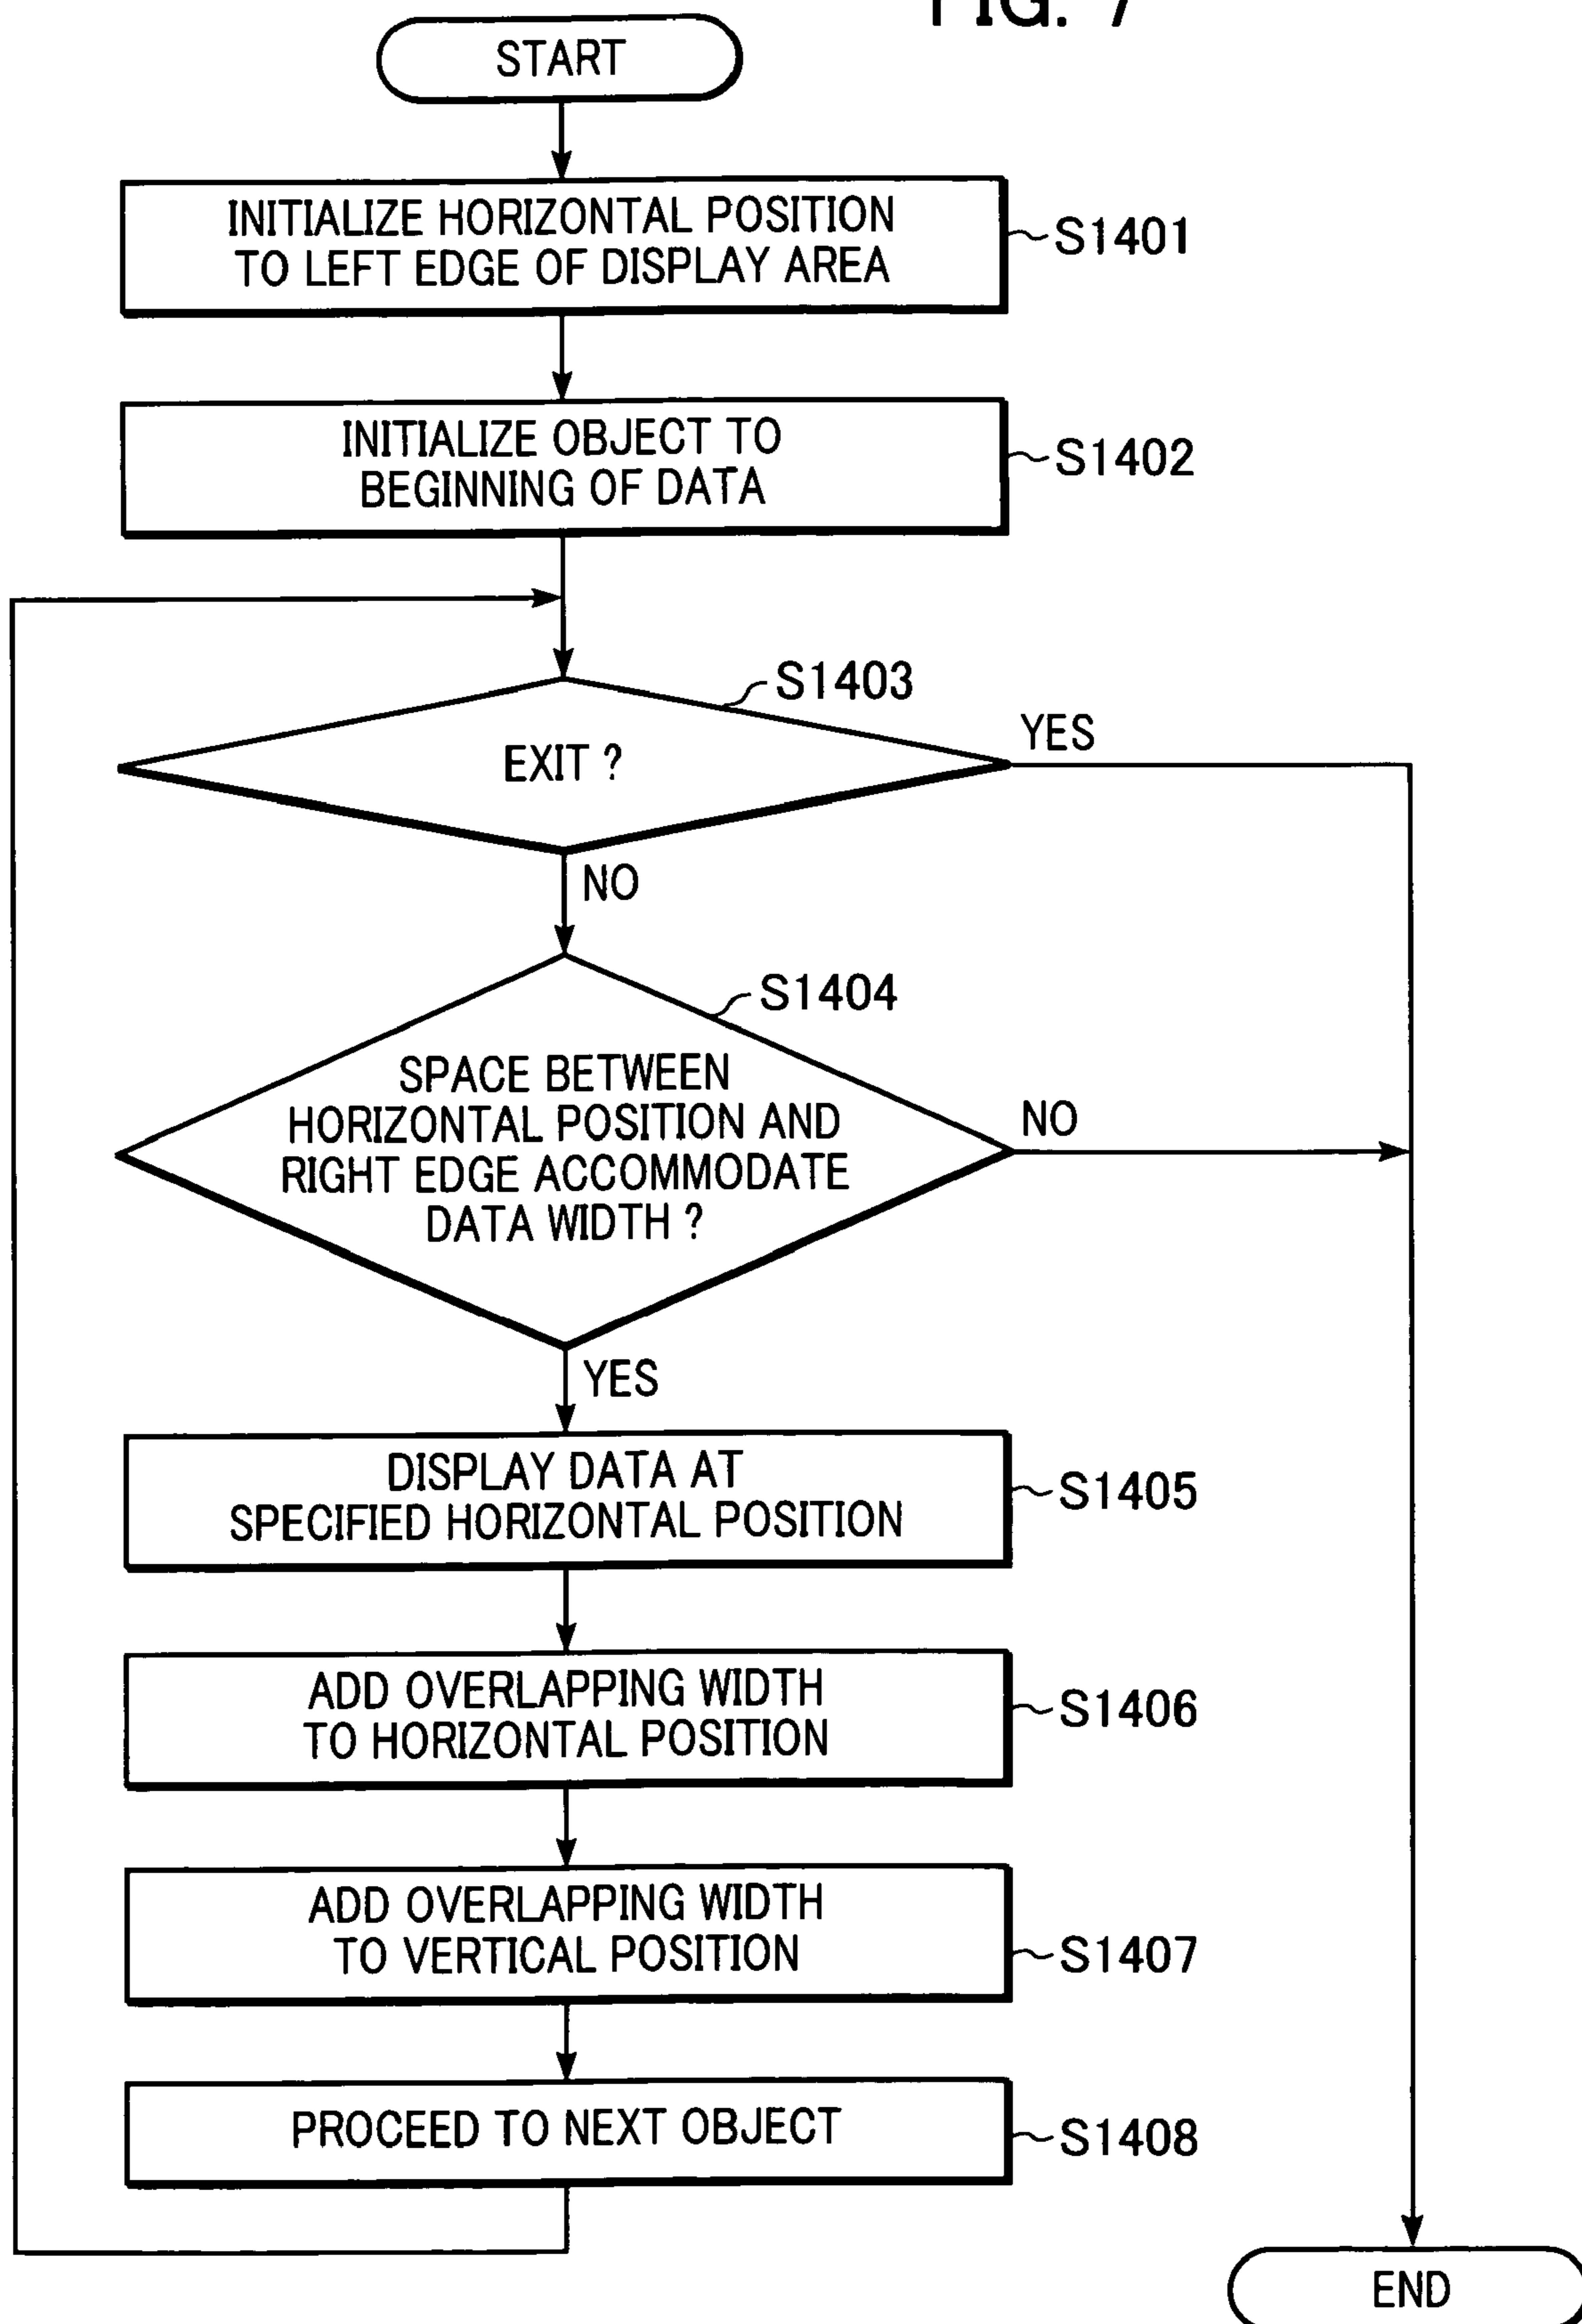 FIG. 7
START
INITIALIZE HORIZONTAL POSITION
TO LEFT EDGE OF DISPLAY AREA
S1401
INITIALIZE OBJECT TO
BEGINNING OF DATA
S1402
S1403
EXIT ?
YES
NO
S1404
SPACE BETWEEN
HORIZONTAL POSITION AND
RIGHT EDGE ACCOMMODATE
DATA WIDTH ?
NO
YES
DISPLAY DATA AT
SPECIFIED HORIZONTAL POSITION
S1405
ADD OVERLAPPING WIDTH
TO HORIZONTAL POSITION
S1406
ADD OVERLAPPING WIDTH
TO VERTICAL POSITION
S1407
PROCEED TO NEXT OBJECT
S1408
END